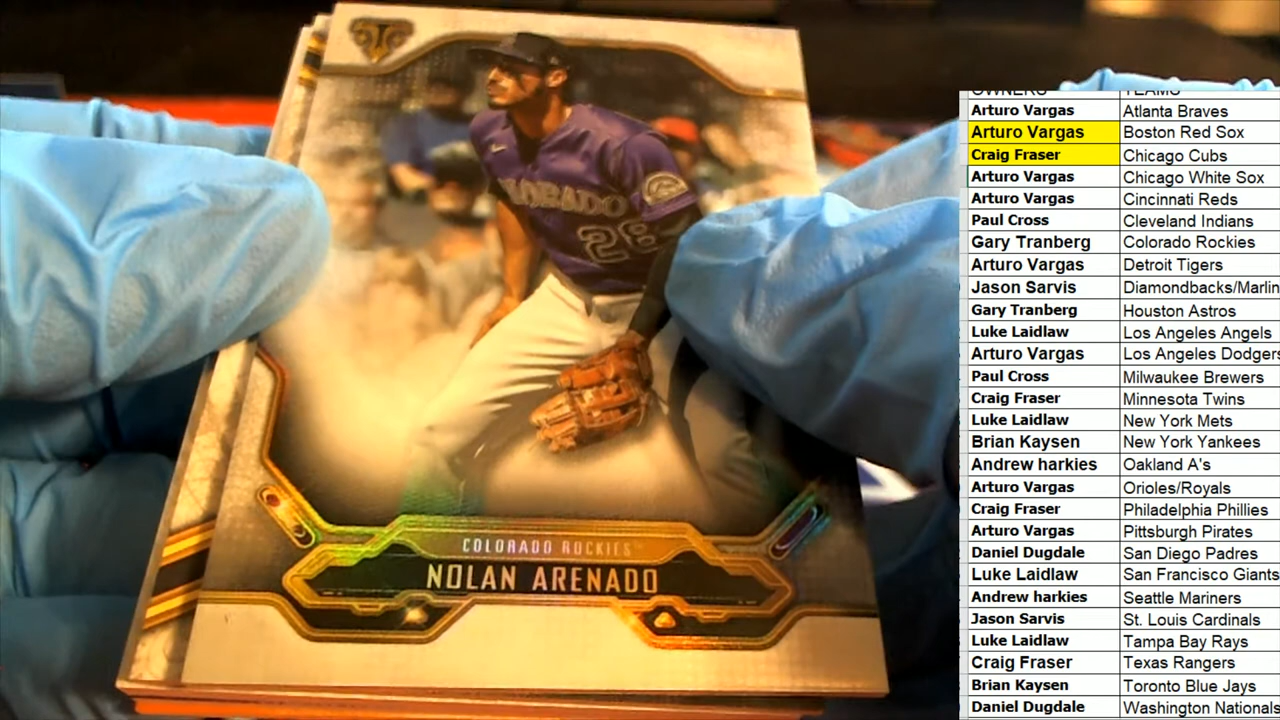 COLORADO
28
COLORADO ROCKIES™
NOLAN ARENADO
OWNERS TEAMS
Arturo Vargas Atlanta Braves
Arturo Vargas Boston Red Sox
Craig Fraser Chicago Cubs
Arturo Vargas Chicago White Sox
Arturo Vargas Cincinnati Reds
Paul Cross Cleveland Indians
Gary Tranberg Colorado Rockies
Arturo Vargas Detroit Tigers
Jason Sarvis Diamondbacks/Marlin
Gary Tranberg Houston Astros
Luke Laidlaw Los Angeles Angels
Arturo Vargas Los Angeles Dodgers
Paul Cross Milwaukee Brewers
Craig Fraser Minnesota Twins
Luke Laidlaw New York Mets
Brian Kaysen New York Yankees
Andrew harkies Oakland A's
Arturo Vargas Orioles/Royals
Craig Fraser Philadelphia Phillies
Arturo Vargas Pittsburgh Pirates
Daniel Dugdale San Diego Padres
Luke Laidlaw San Francisco Giants
Andrew harkies Seattle Mariners
Jason Sarvis St. Louis Cardinals
Luke Laidlaw Tampa Bay Rays
Craig Fraser Texas Rangers
Brian Kaysen Toronto Blue Jays
Daniel Dugdale Washington Nationals